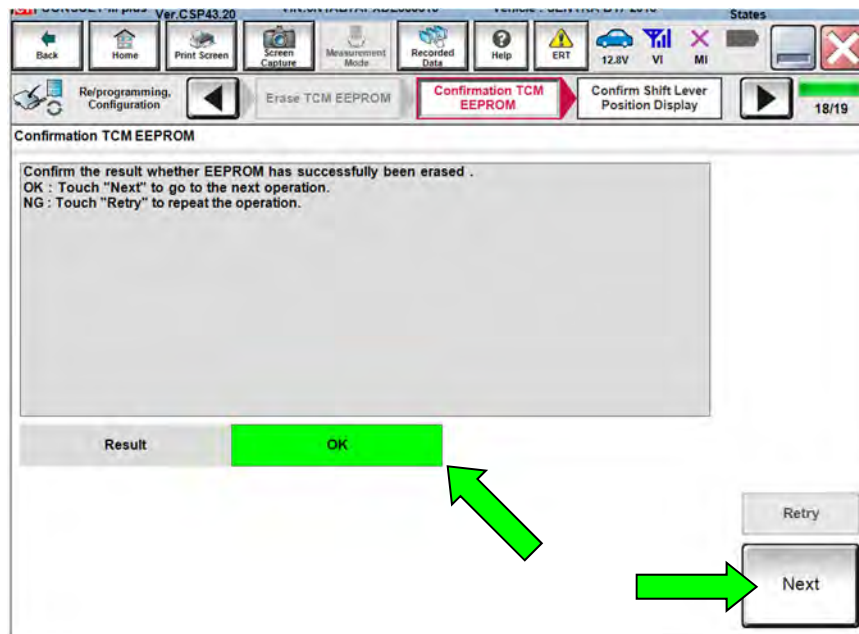 Ver.CSP43.20
States
Back
Home
Print Screen
Screen
Capture
Measurement
Mode
Recorded
Data
Help
ERT
12.8V
VI
MI
Re/programming,
Configuration
Erase TCM EEPROM
Confirmation TCM
EEPROM
Confirm Shift Lever
Position Display
18/19
Confirmation TCM EEPROM
Confirm the result whether EEPROM has successfully been erased .
OK : Touch "Next" to go to the next operation.
NG : Touch "Retry" to repeat the operation.
Result
OK
Retry
Next